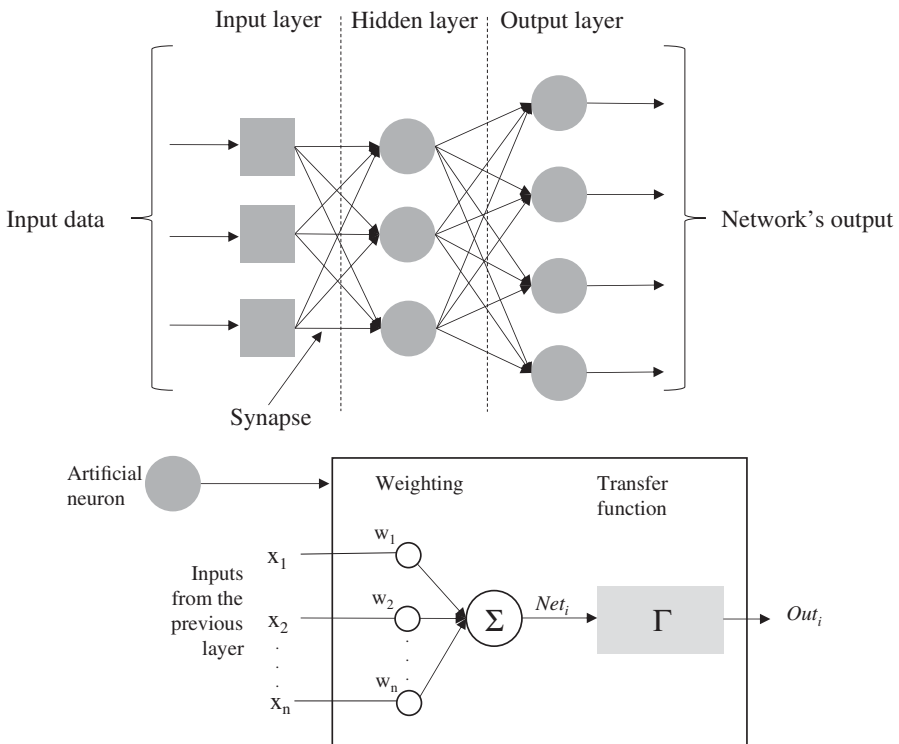 Input layer
Hidden layer
Output layer
Input data
Network's output
Synapse
Artificial
neuron
Weighting
Transfer
function
Inputs
from the
previous
layer
x1
x2
.
.
.
xn
w1
w2
.
.
.
wn
Σ
Neti
Γ
Outi